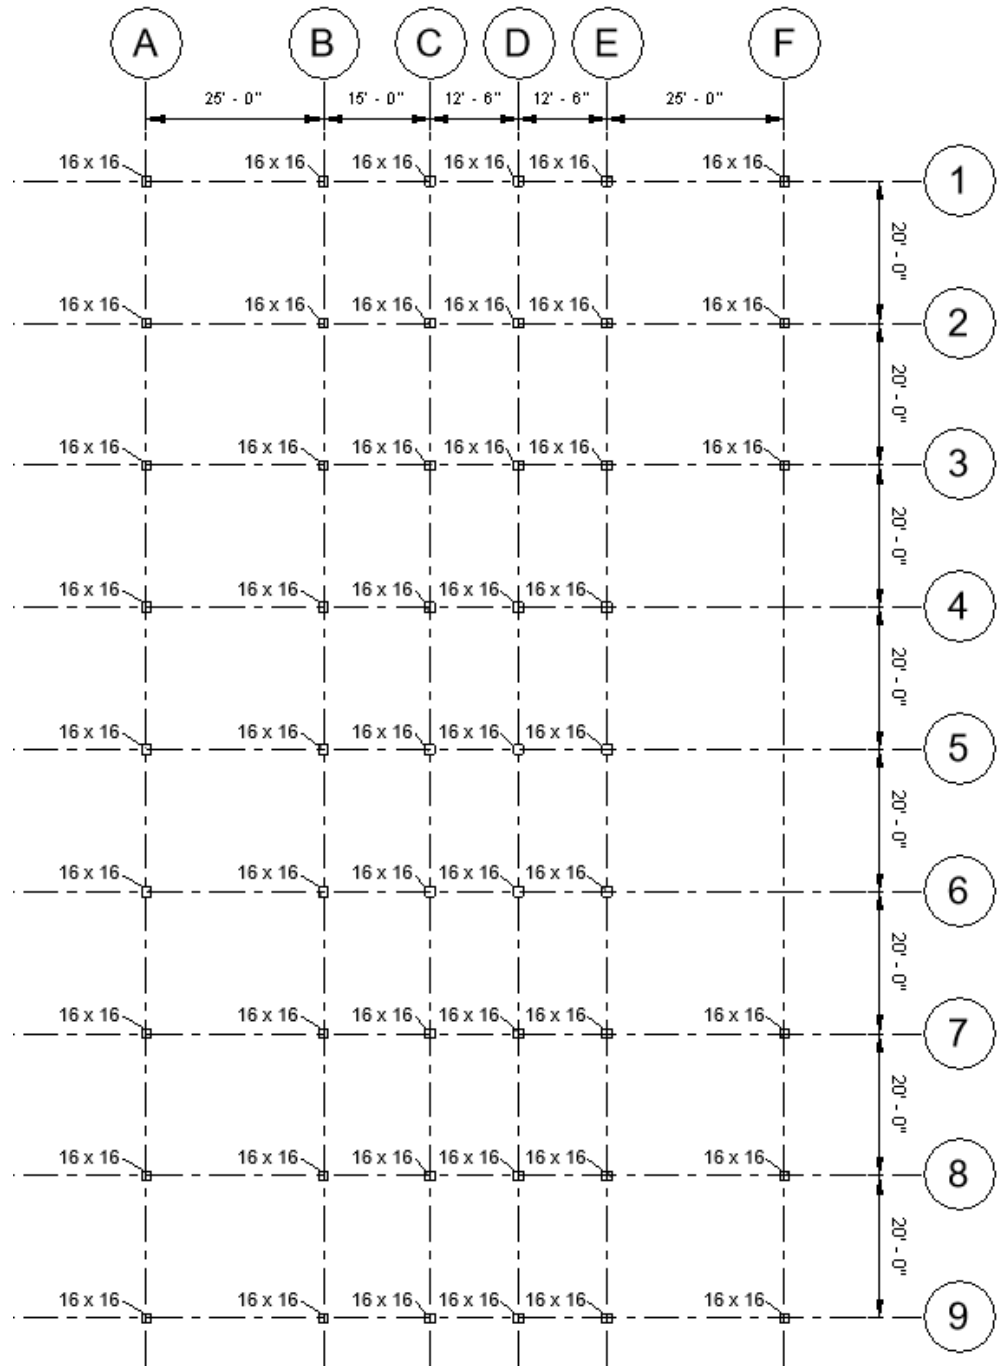 A B C D E F
25' - 0" 15' - 0" 12' - 6" 12' - 6" 25' - 0"
16 x 16 16 x 16 16 x 16 16 x 16 16 x 16 16 x 16 1
20' - 0"
16 x 16 16 x 16 16 x 16 16 x 16 16 x 16 16 x 16 2
20' - 0"
16 x 16 16 x 16 16 x 16 16 x 16 16 x 16 16 x 16 3
20' - 0"
16 x 16 16 x 16 16 x 16 16 x 16 16 x 16 4
20' - 0"
16 x 16 16 x 16 16 x 16 16 x 16 16 x 16 5
20' - 0"
16 x 16 16 x 16 16 x 16 16 x 16 16 x 16 6
20' - 0"
16 x 16 16 x 16 16 x 16 16 x 16 16 x 16 16 x 16 7
20' - 0"
16 x 16 16 x 16 16 x 16 16 x 16 16 x 16 16 x 16 8
20' - 0"
16 x 16 16 x 16 16 x 16 16 x 16 16 x 16 16 x 16 9